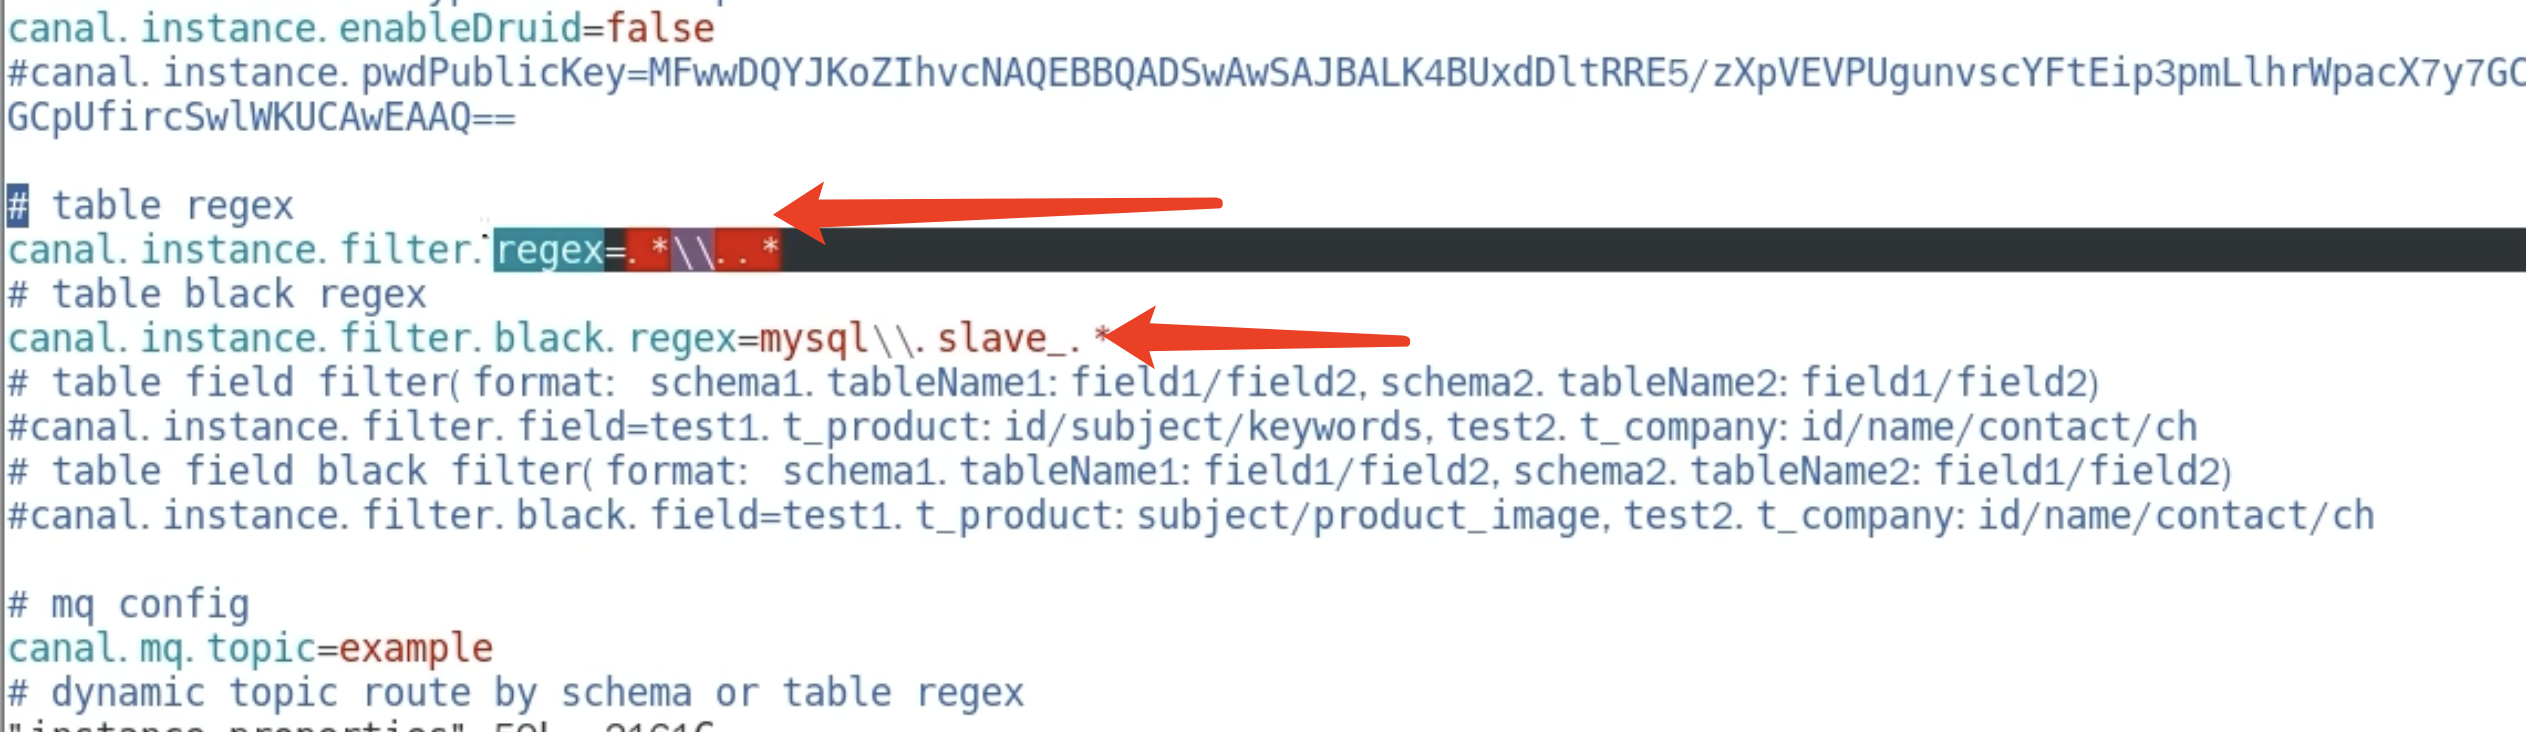 canal.instance.enableDruid=false
#canal.instance.pwdPublicKey=MFwwDQYJKoZIhvcNAQEBBQADSwAwSAJBALK4BUxdDltRRE5/zXpVEVPUgunvscYFtEip3pmLlhrWpacX7y7GC
GCpUfircSwlWKUCAwEAAQ==
# table regex
canal.instance.filter.regex=.*\\..*
# table black regex
canal.instance.filter.black.regex=mysql\\.slave_.*
# table field filter(format: schema1.tableName1:field1/field2,schema2.tableName2:field1/field2)
#canal.instance.filter.field=test1.t_product:id/subject/keywords,test2.t_company:id/name/contact/ch
# table field black filter(format: schema1.tableName1:field1/field2,schema2.tableName2:field1/field2)
#canal.instance.filter.black.field=test1.t_product:subject/product_image,test2.t_company:id/name/contact/ch
# mq config
canal.mq.topic=example
# dynamic topic route by schema or table regex